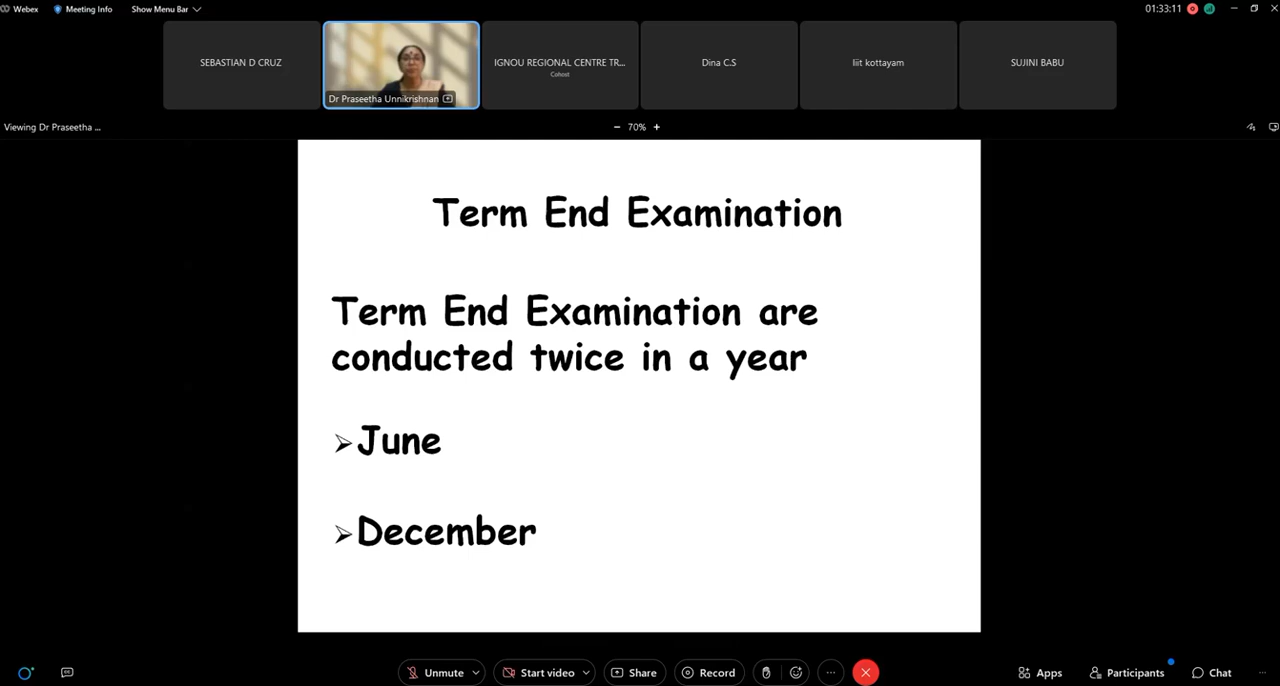 Webex Meeting Info Show Menu Bar 01:33:11
SEBASTIAN D CRUZ
Dr Praseetha Unnikrishnan
IGNOU REGIONAL CENTRE TR...
Cohost
Dina C.S
liit kottayam
SUJINI BABU
Viewing Dr Praseetha ...
70%
Term End Examination
Term End Examination are
conducted twice in a year
➢June
➢December
Unmute Start video Share Record Apps Participants Chat